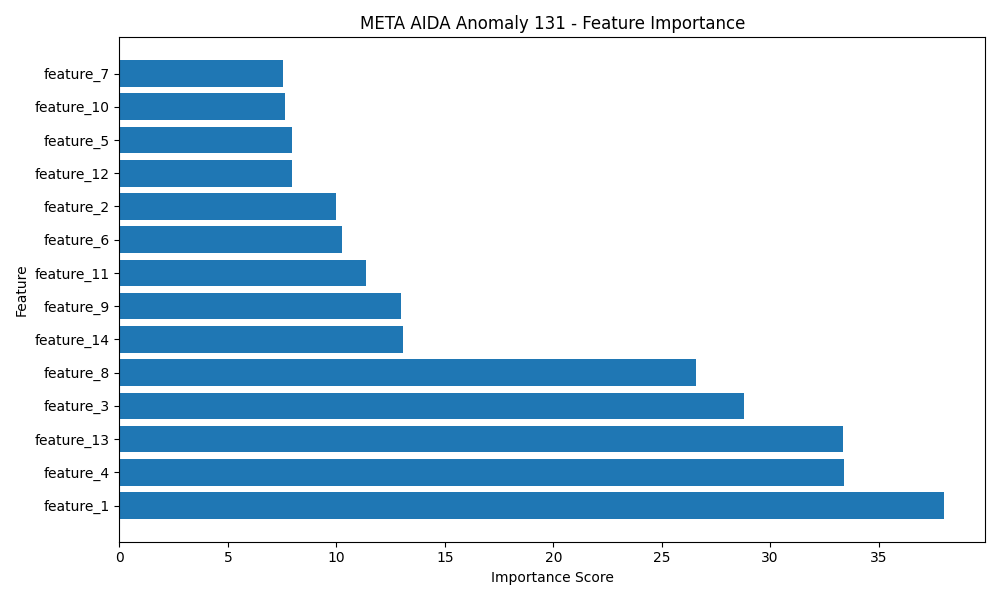 META AIDA Anomaly 131 - Feature Importance
Feature
feature_7
feature_10
feature_5
feature_12
feature_2
feature_6
feature_11
feature_9
feature_14
feature_8
feature_3
feature_13
feature_4
feature_1
0 5 10 15 20 25 30 35
Importance Score